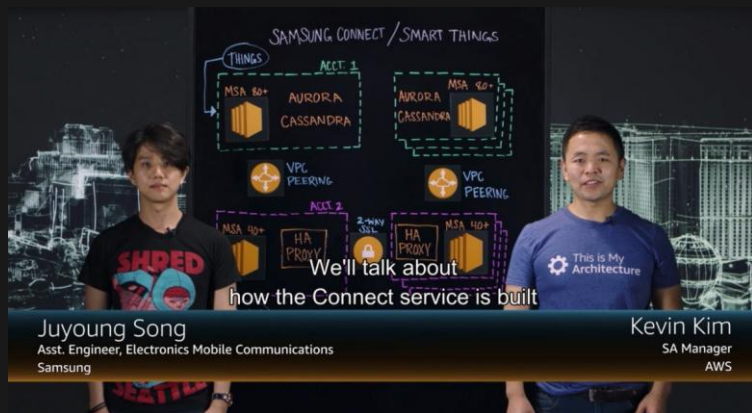 SAMSUNG CONNECT / SMART THINGS
THINGS
ACCT. 1
MSA 80+
AURORA
CASSANDRA
AURORA
CASSANDRA
MSA 80+
VPC
PEERING
VPC
PEERING
ACCT 2
MSA 40+
HA
PROXY
2-WAY
SSL
HA
PROXY
MSA 40+
This is My
Architecture
SHRED
We'll talk about
how the Connect service is built
Juyoung Song
Asst. Engineer, Electronics Mobile Communications
Samsung
Kevin Kim
SA Manager
AWS
SEATTLE